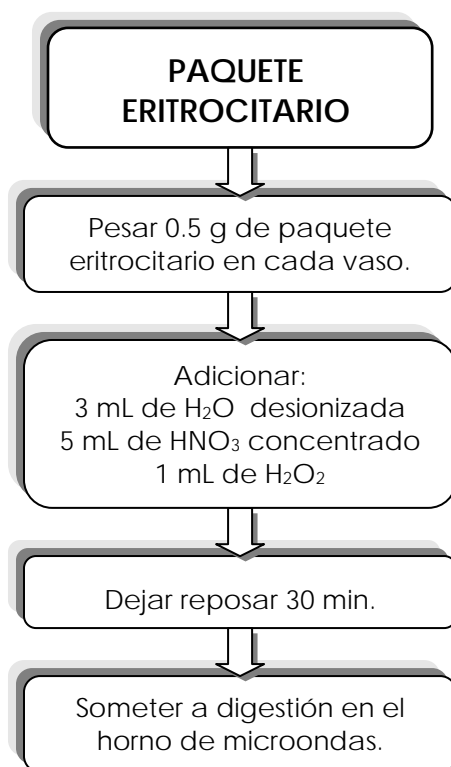 PAQUETE
ERITROCITARIO
Pesar 0.5 g de paquete
eritrocitario en cada vaso.
Adicionar:
3 mL de H₂O desionizada
5 mL de HNO₃ concentrado
1 mL de H₂O₂
Dejar reposar 30 min.
Someter a digestión en el
horno de microondas.